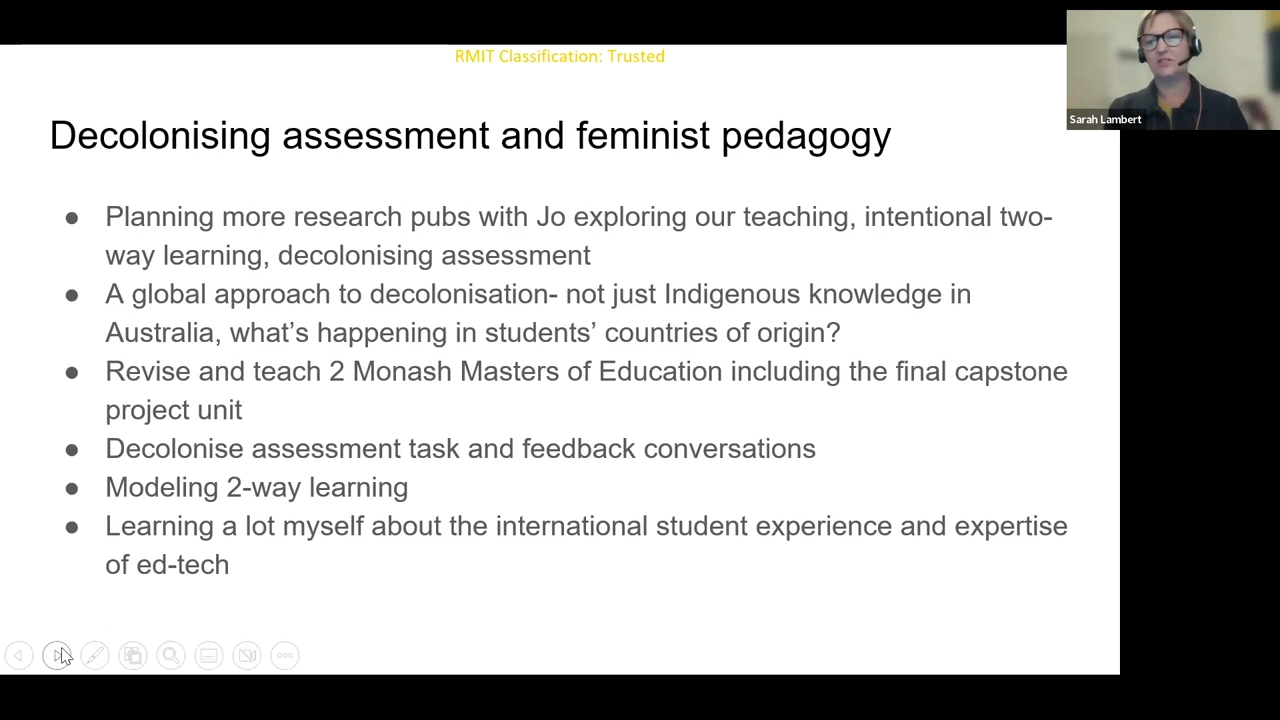 RMIT Classification: Trusted
Sarah Lambert
Decolonising assessment and feminist pedagogy
● Planning more research pubs with Jo exploring our teaching, intentional two-
way learning, decolonising assessment
● A global approach to decolonisation- not just Indigenous knowledge in
Australia, what’s happening in students’ countries of origin?
● Revise and teach 2 Monash Masters of Education including the final capstone
project unit
● Decolonise assessment task and feedback conversations
● Modeling 2-way learning
● Learning a lot myself about the international student experience and expertise
of ed-tech